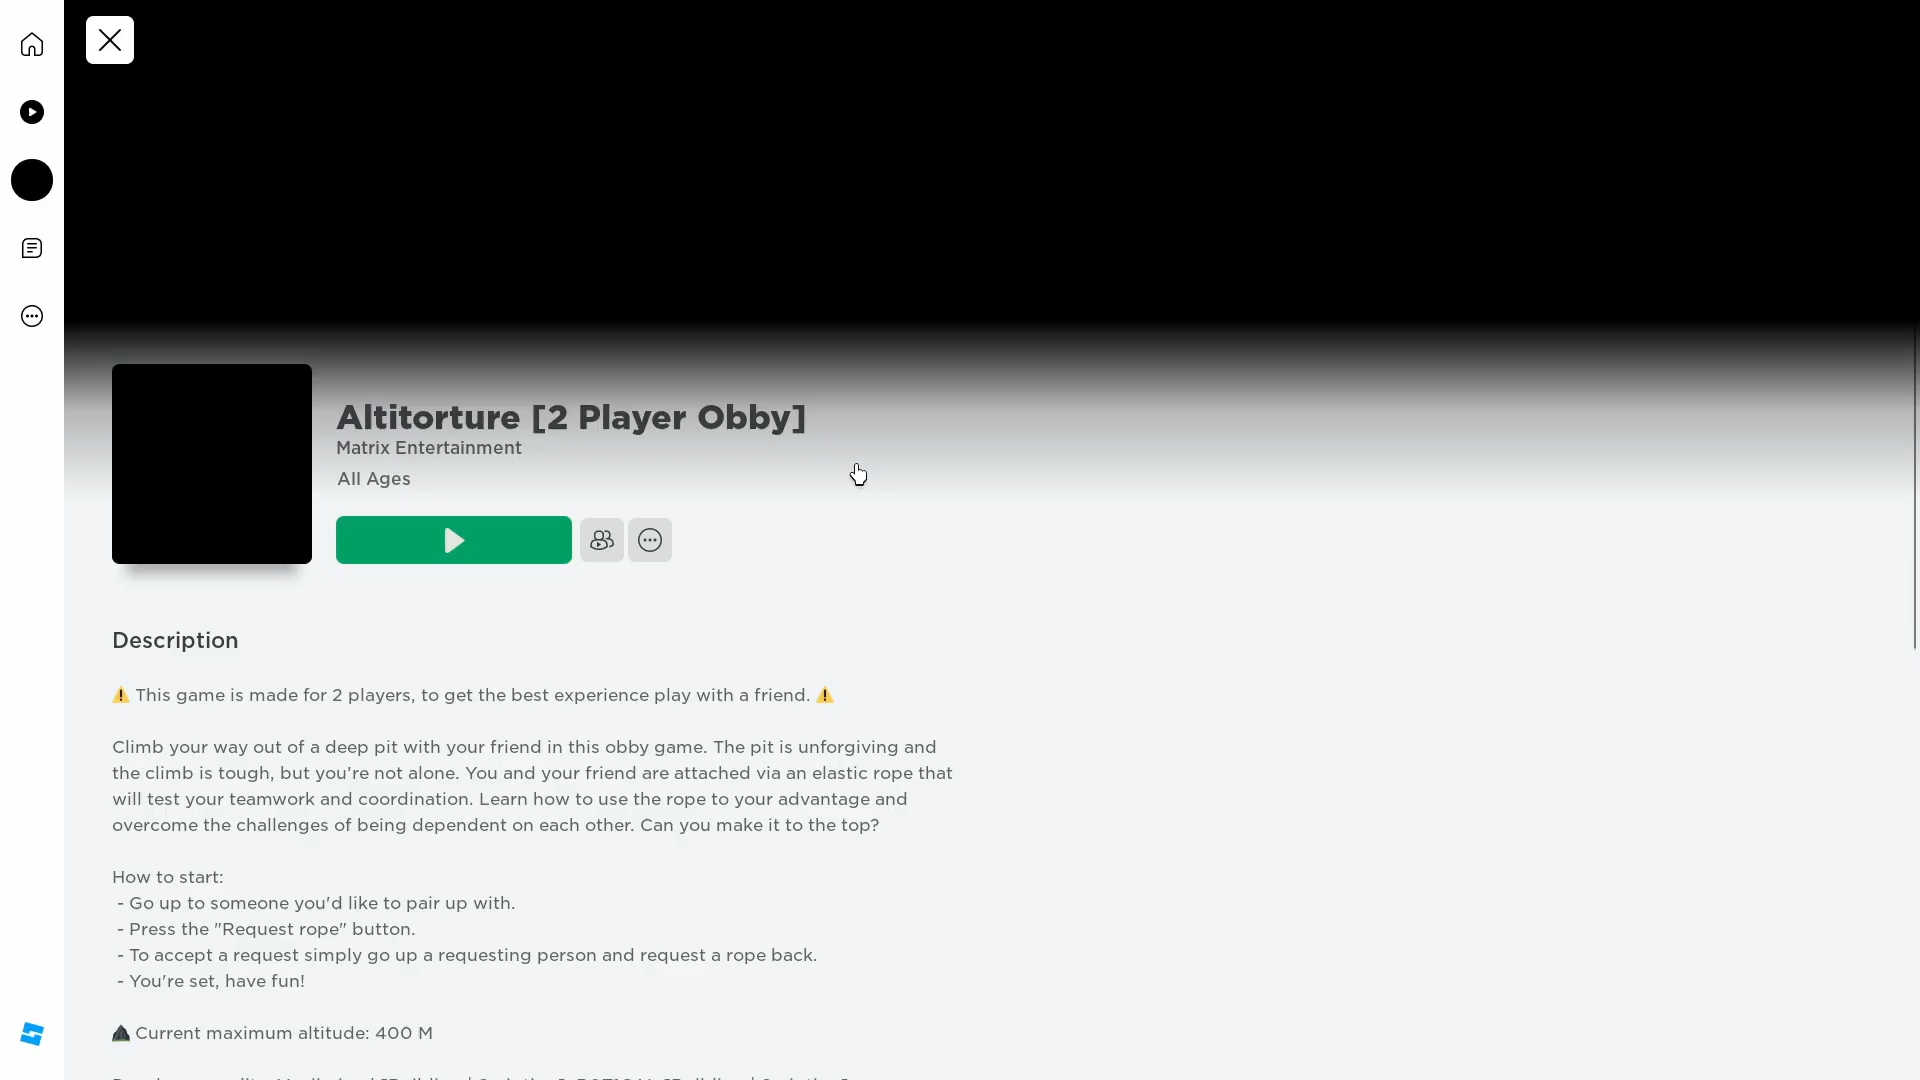 Altitorture [2 Player Obby]
Matrix Entertainment
All Ages
Description
⚠️ This game is made for 2 players, to get the best experience play with a friend. ⚠️
Climb your way out of a deep pit with your friend in this obby game. The pit is unforgiving and
the climb is tough, but you’re not alone. You and your friend are attached via an elastic rope that
will test your teamwork and coordination. Learn how to use the rope to your advantage and
overcome the challenges of being dependent on each other. Can you make it to the top?
How to start:
- Go up to someone you'd like to pair up with.
- Press the "Request rope" button.
- To accept a request simply go up a requesting person and request a rope back.
- You're set, have fun!
Current maximum altitude: 400 M